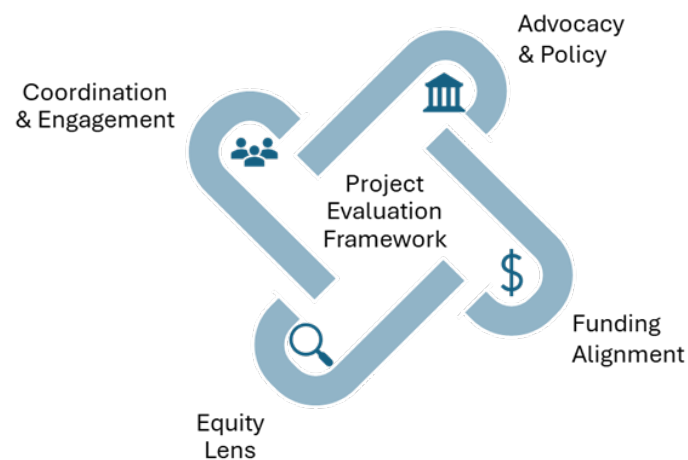 Advocacy
& Policy
Coordination
& Engagement
Project
Evaluation
Framework
$
Funding
Alignment
Equity
Lens